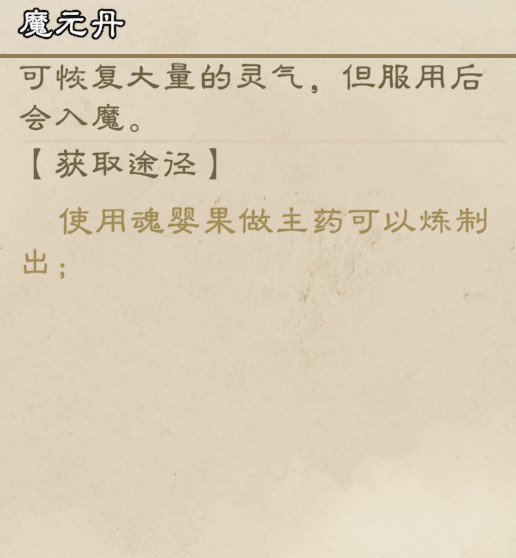 魔元丹
可恢复大量的灵气，但服用后
会入魔。
【获取途径】
使用魂婴果做主药可以炼制
出；